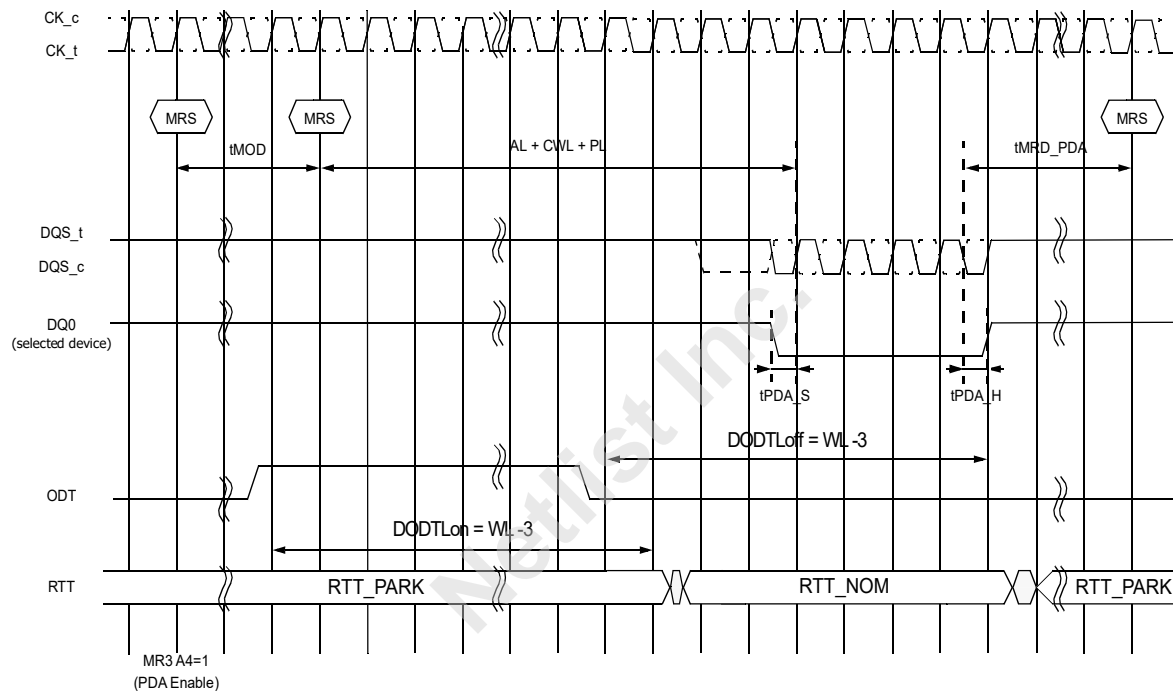 CK_c
CK_t
MRS
MRS
MRS
tMOD
AL + CWL + PL
tMRD_PDA
DQS_t
DQS_c
DQ0
(selected device)
tPDA_S
tPDA_H
DODTLoff = WL -3
ODT
DODTLon = WL -3
RTT
RTT_PARK
RTT_NOM
RTT_PARK
MR3 A4=1
(PDA Enable)
Netlist Inc.